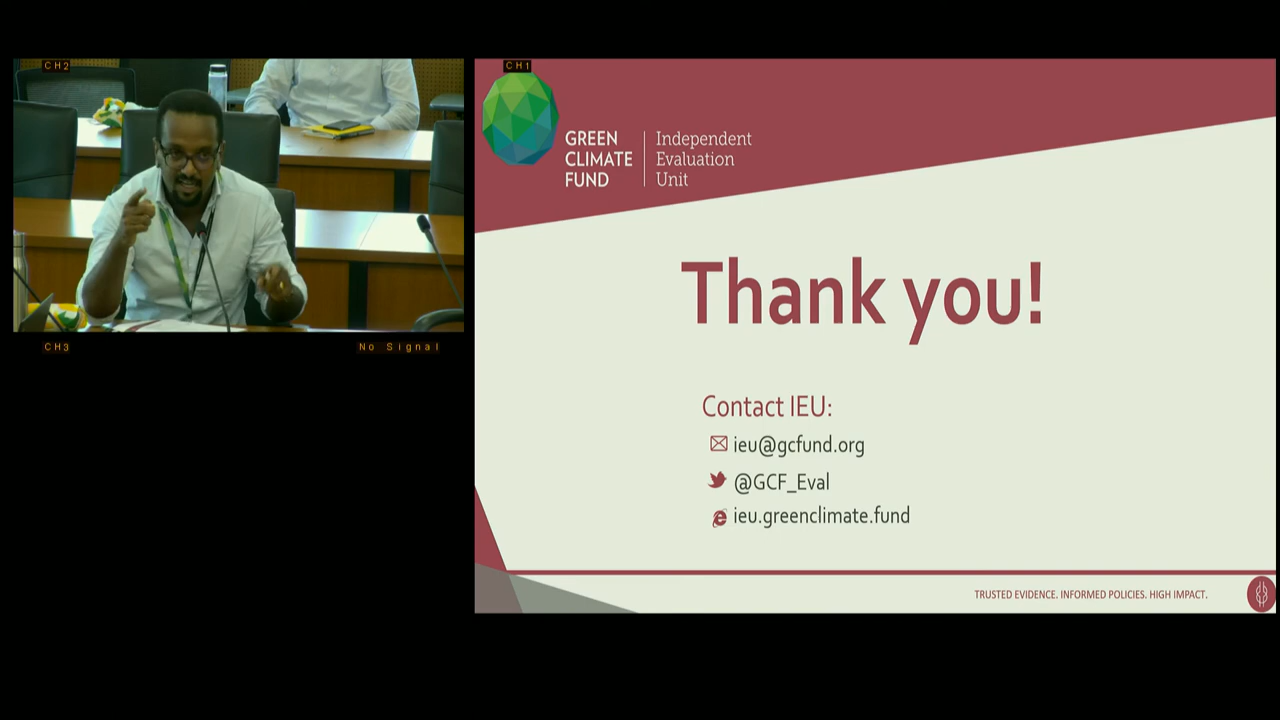 CH2
CH3
No Signal
CH1
GREEN
CLIMATE
FUND
Independent
Evaluation
Unit
Thank you!
Contact IEU:
ieu@gcfund.org
@GCF_Eval
ieu.greenclimate.fund
TRUSTED EVIDENCE. INFORMED POLICIES. HIGH IMPACT.